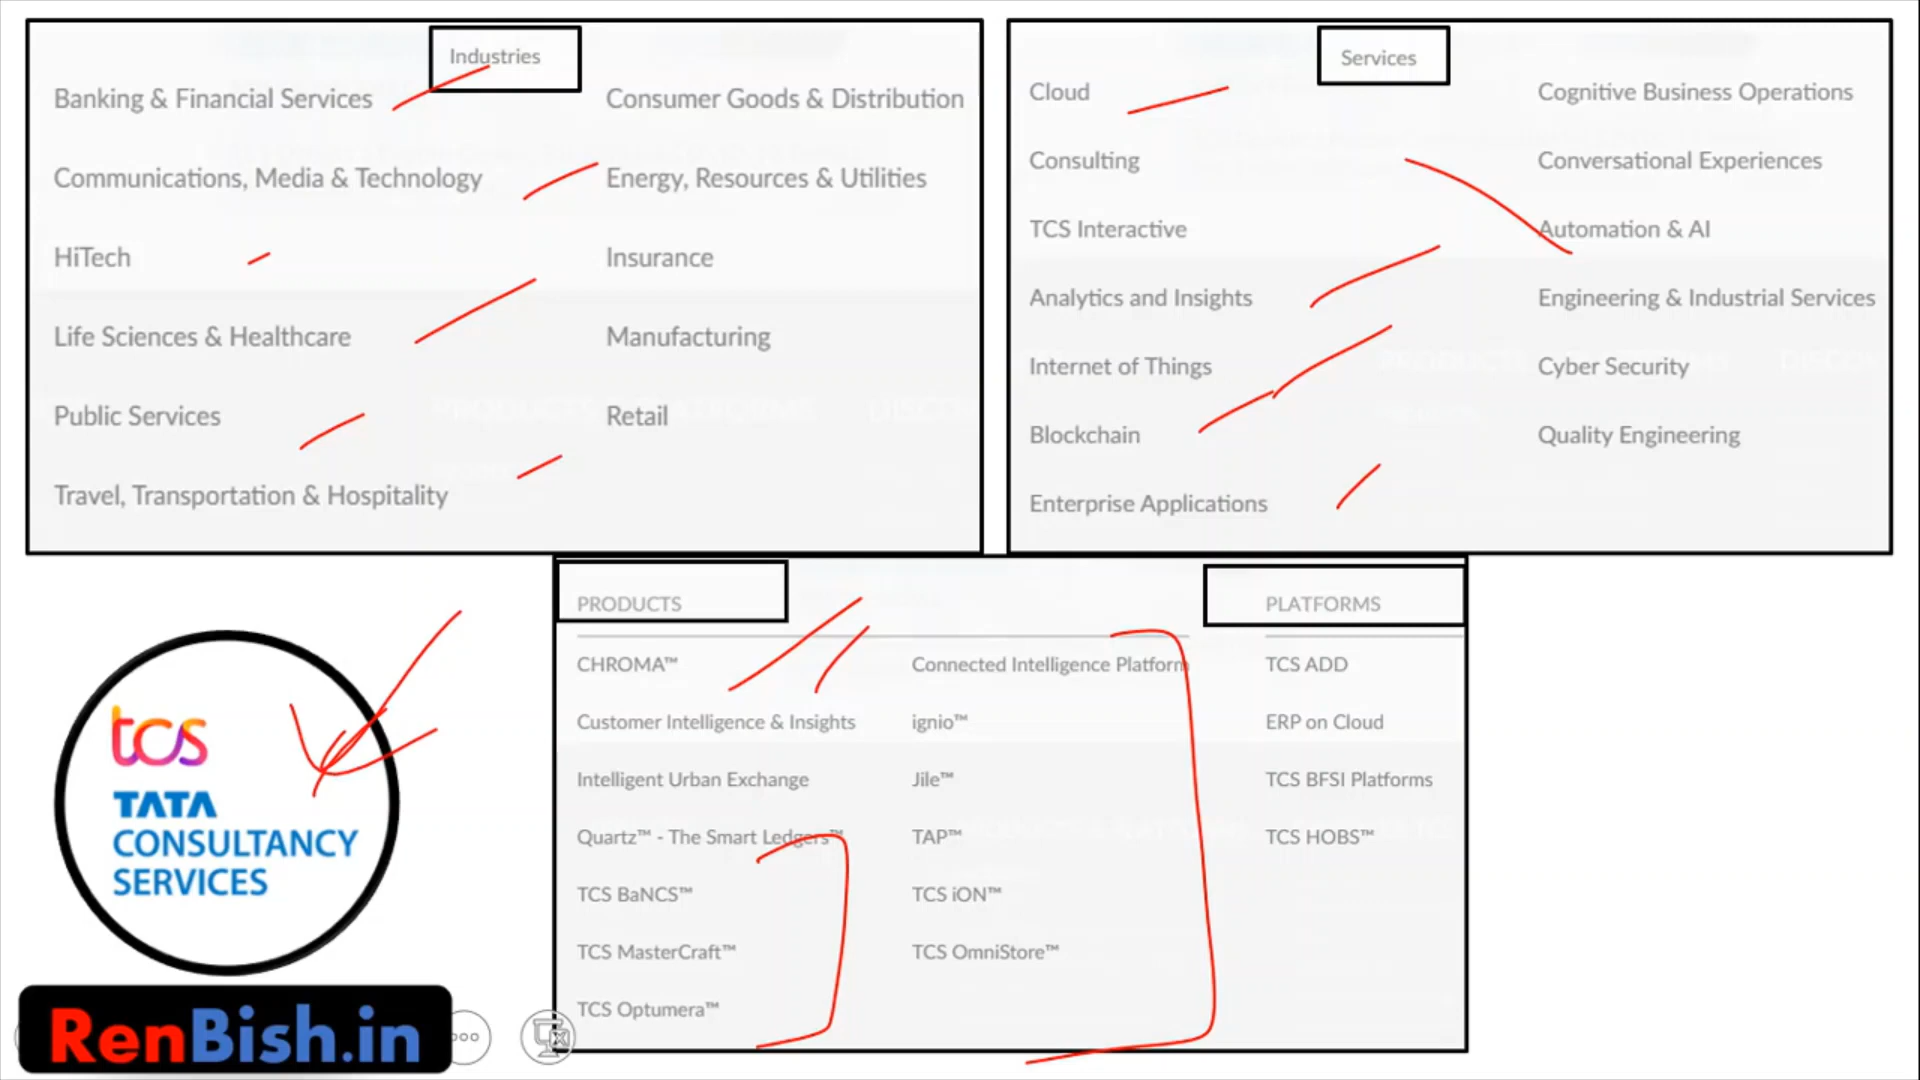 Industries
Banking & Financial Services
Communications, Media & Technology
HiTech
Life Sciences & Healthcare
Public Services
Travel, Transportation & Hospitality
Consumer Goods & Distribution
Energy, Resources & Utilities
Insurance
Manufacturing
Retail
Services
Cloud
Consulting
TCS Interactive
Analytics and Insights
Internet of Things
Blockchain
Enterprise Applications
Cognitive Business Operations
Conversational Experiences
Automation & AI
Engineering & Industrial Services
Cyber Security
Quality Engineering
PRODUCTS
CHROMA™
Customer Intelligence & Insights
Intelligent Urban Exchange
Quartz™ - The Smart Ledgers™
TCS BaNCS™
TCS MasterCraft™
TCS Optumera™
Connected Intelligence Platform
ignio™
Jile™
TAP™
TCS iON™
TCS OmniStore™
PLATFORMS
TCS ADD
ERP on Cloud
TCS BFSI Platforms
TCS HOBS™
tcs
TATA
CONSULTANCY
SERVICES
RenBish.in